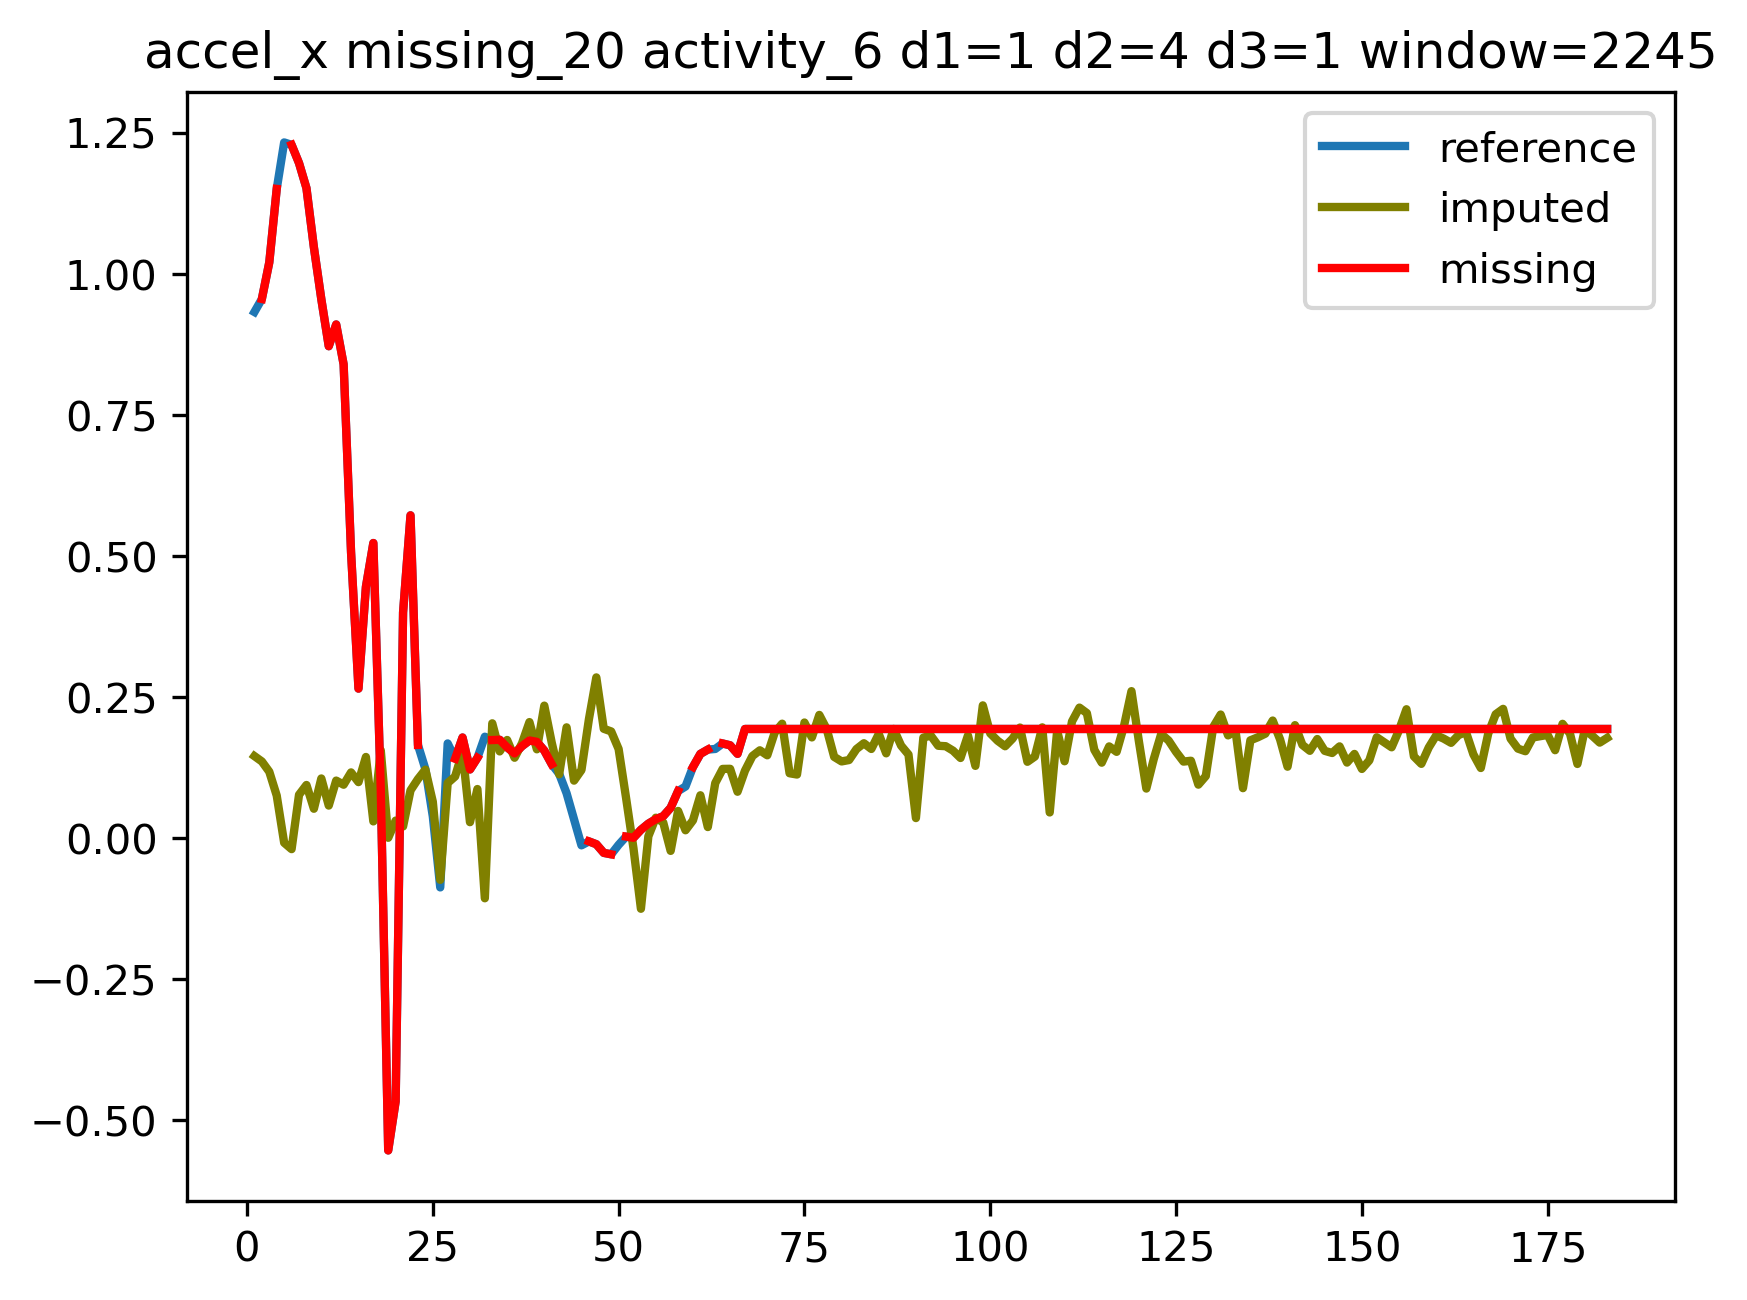 accel_x missing_20 activity_6 d1=1 d2=4 d3=1 window=2245
1.25
1.00
0.75
0.50
0.25
0.00
−0.25
−0.50
reference
imputed
missing
0 25 50 75 100 125 150 175